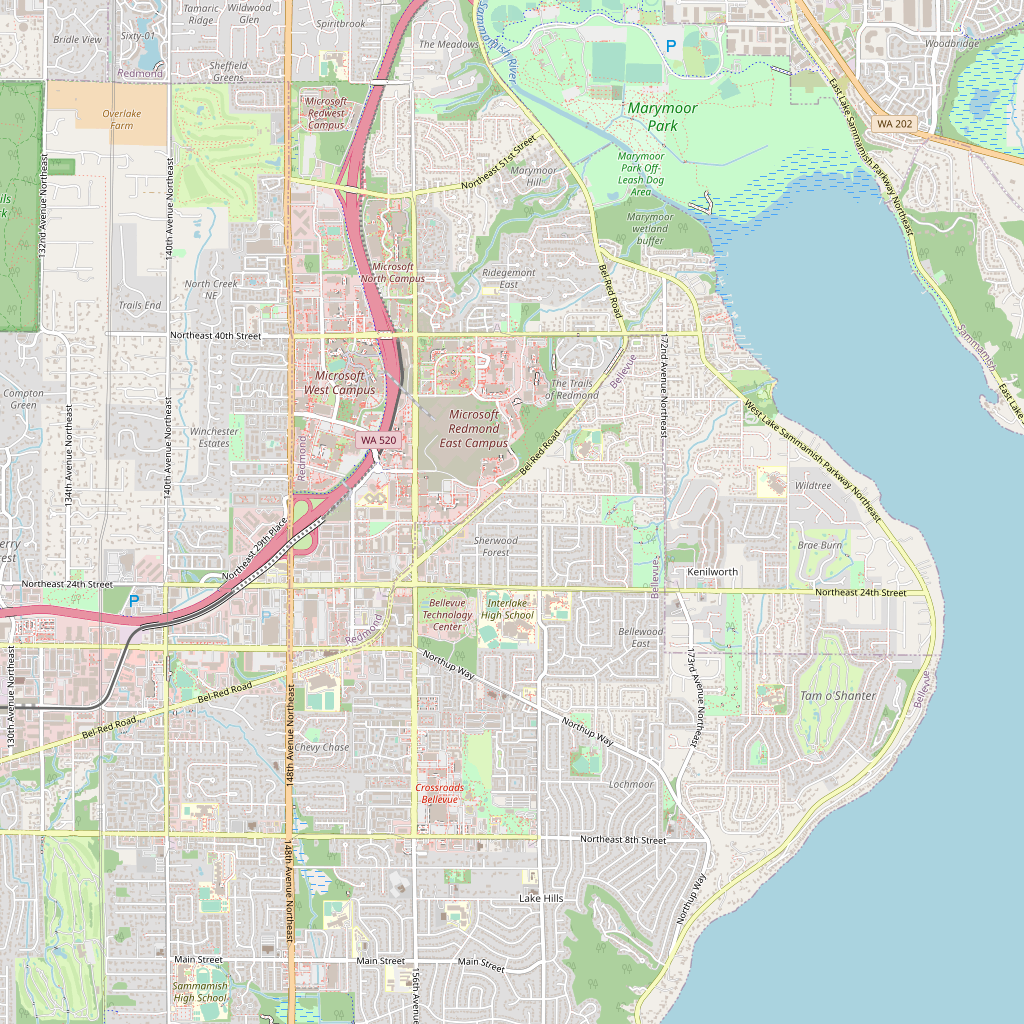 Tamaric
Ridge
Wildwood
Glen
Spiritbrook
Bridle View
Sixty-01
The Meadows
Sammamish River
Woodbridge
Redmond
Sheffield
Greens
P
Overlake
Farm
Microsoft
Redwest
Campus
Marymoor
Park
WA 202
East Lake Sammamish Parkway Northeast
Northeast 51st Street
Marymoor
Hill
Marymoor
Park Off-
Leash Dog
Area
132nd Avenue Northeast
140th Avenue Northeast
Marymoor
wetland
buffer
Microsoft
North Campus
Ridgemont
East
North Creek
NE
Trails End
Bel-Red Road
Northeast 40th Street
Sammamish
172nd Avenue Northeast
Bellevue
Microsoft
West Campus
The Trails
of Redmond
Compton
Green
East Lake
Microsoft
Redmond
East Campus
West Lake Sammamish Parkway Northeast
134th Avenue Northeast
140th Avenue Northeast
Winchester
Estates
Redmond
WA 520
Bel-Red Road
Wildtree
Northeast 29th Place
Sherwood
Forest
Brae Burn
Kenilworth
Bellevue
Northeast 24th Street
Northeast 24th Street
P
P
Bellevue
Technology
Center
Interlake
High School
Redmond
Bellewood
East
130th Avenue Northeast
Northup Way
173rd Avenue Northeast
Bel-Red Road
Tam o'Shanter
Bellevue
Bel-Red Road
148th Avenue Northeast
Northup Way
Chevy Chase
Lochmoor
Crossroads
Bellevue
Northeast 8th Street
148th Avenue Northeast
Lake Hills
Northup Way
Main Street
Main Street
Main Street
156th Avenue
Sammamish
High School